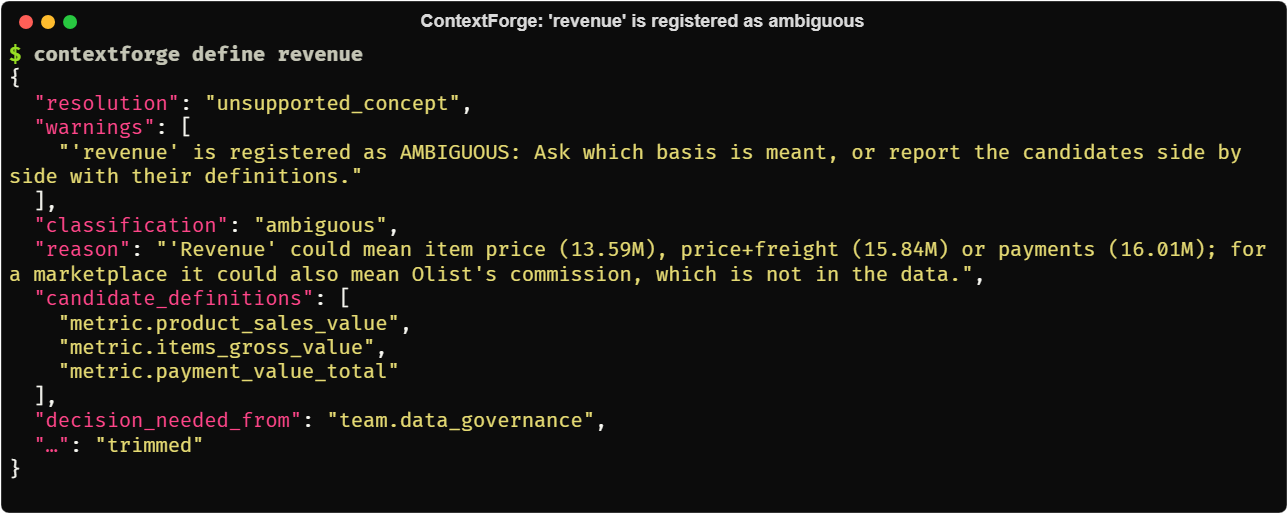 ContextForge: 'revenue' is registered as ambiguous
$ contextforge define revenue
{
  "resolution": "unsupported_concept",
  "warnings": [
    "'revenue' is registered as AMBIGUOUS: Ask which basis is meant, or report the candidates side by
side with their definitions."
  ],
  "classification": "ambiguous",
  "reason": "'Revenue' could mean item price (13.59M), price+freight (15.84M) or payments (16.01M); for
a marketplace it could also mean Olist's commission, which is not in the data.",
  "candidate_definitions": [
    "metric.product_sales_value",
    "metric.items_gross_value",
    "metric.payment_value_total"
  ],
  "decision_needed_from": "team.data_governance",
  "…": "trimmed"
}